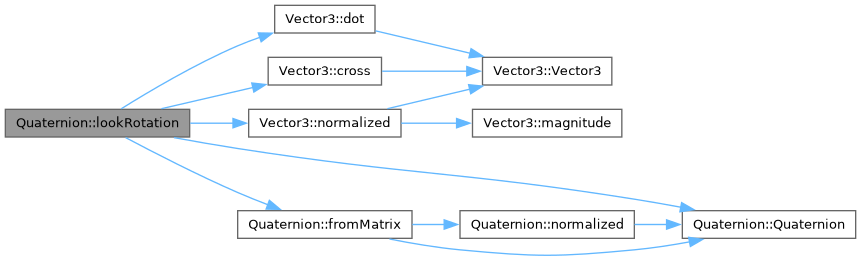 Vector3::dot
Vector3::cross
Vector3::Vector3
Quaternion::lookRotation
Vector3::normalized
Vector3::magnitude
Quaternion::fromMatrix
Quaternion::normalized
Quaternion::Quaternion